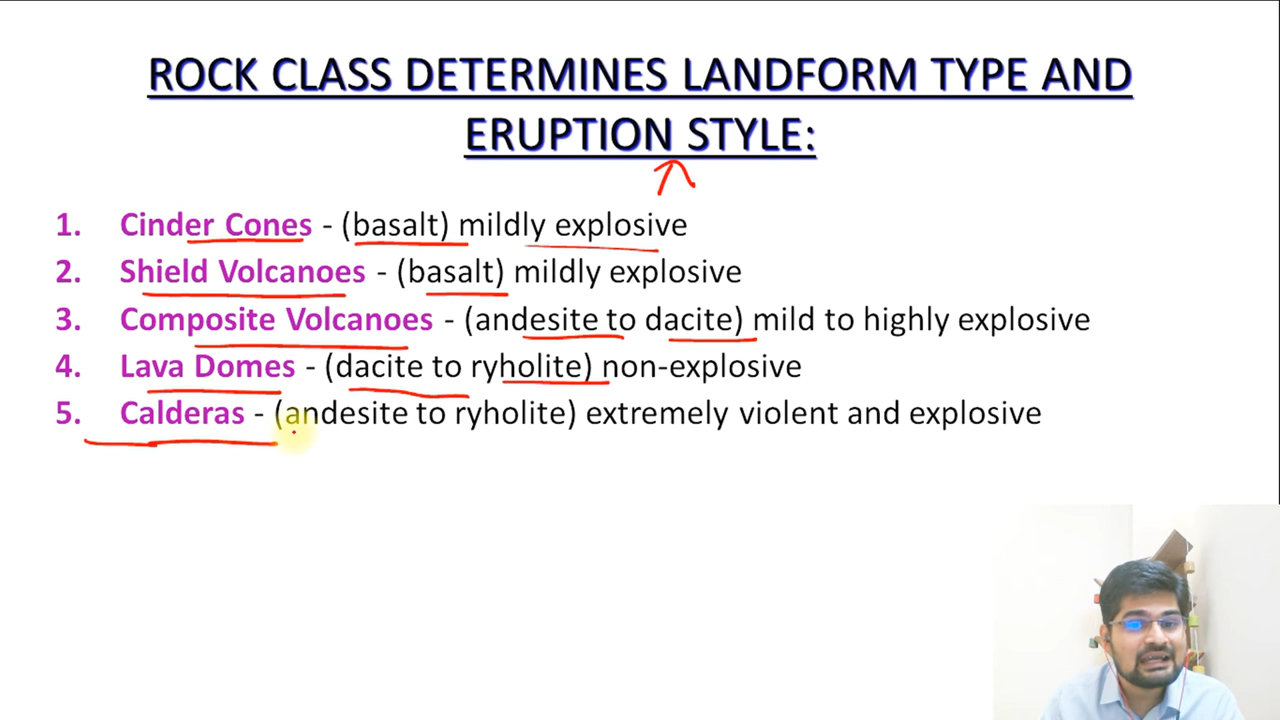 ROCK CLASS DETERMINES LANDFORM TYPE AND
ERUPTION STYLE:
1. Cinder Cones - (basalt) mildly explosive
2. Shield Volcanoes - (basalt) mildly explosive
3. Composite Volcanoes - (andesite to dacite) mild to highly explosive
4. Lava Domes - (dacite to ryholite) non-explosive
5. Calderas - (andesite to ryholite) extremely violent and explosive